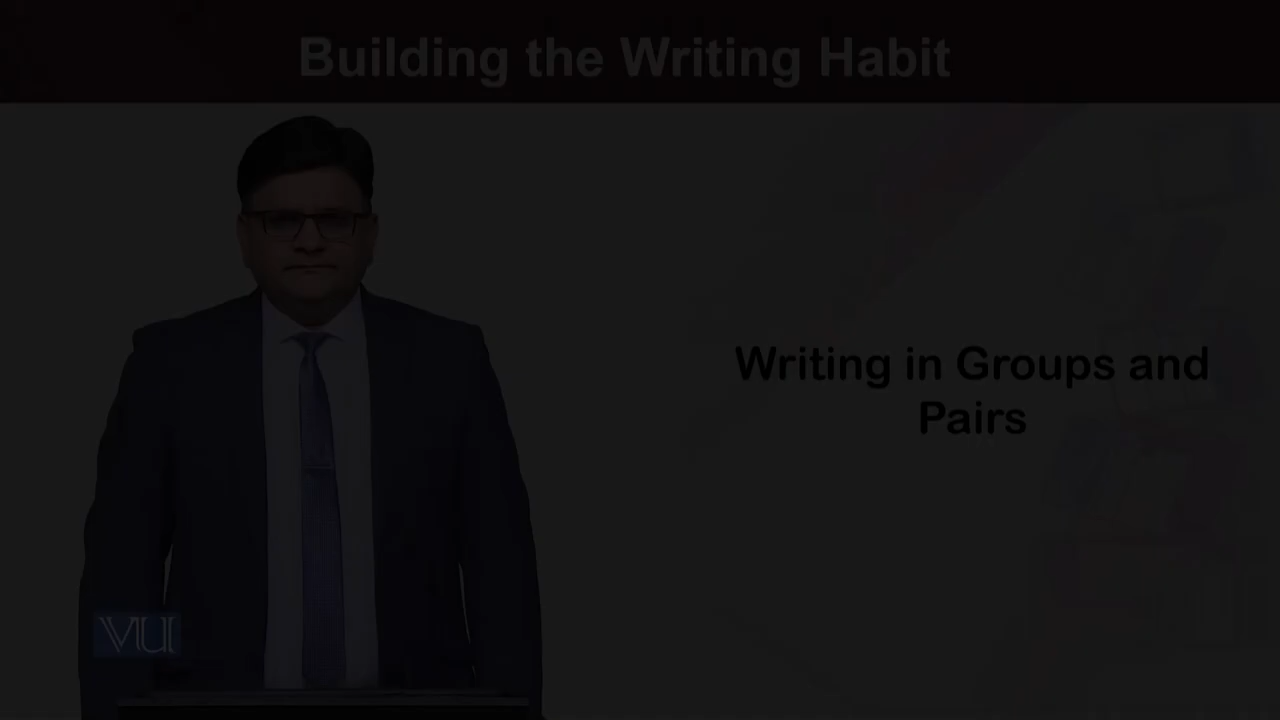 Building the Writing Habit
Writing in Groups and
Pairs
VU